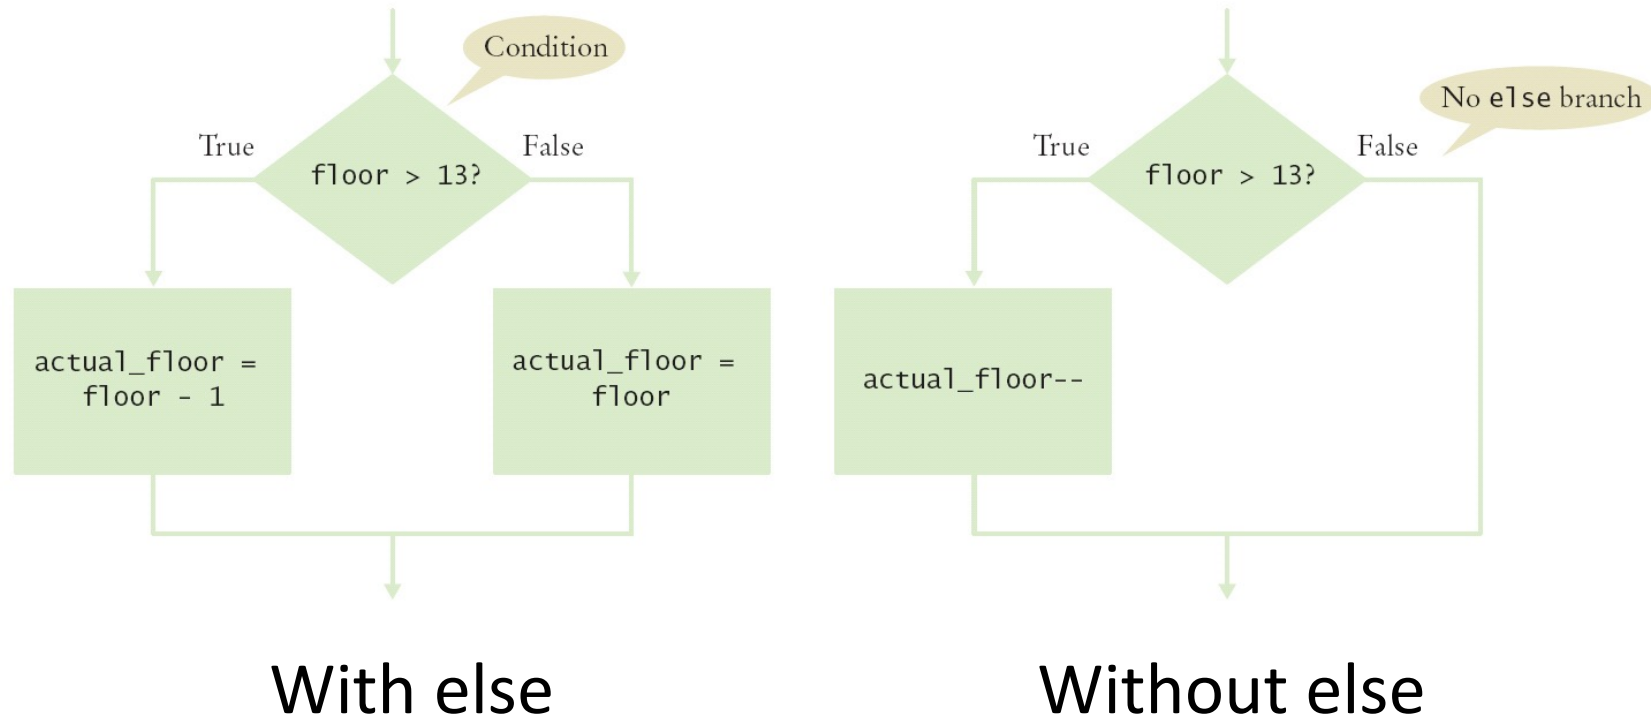 Condition
True
False
floor > 13?
actual_floor =
floor - 1
actual_floor =
floor
With else
No else branch
True
False
floor > 13?
actual_floor--
Without else